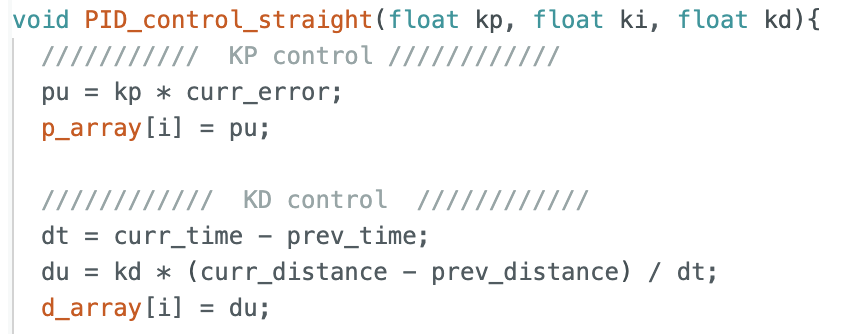 void PID_control_straight(float kp, float ki, float kd){
/////////// KP control ////////////
pu = kp * curr_error;
p_array[i] = pu;
//////////// KD control ////////////
dt = curr_time - prev_time;
du = kd * (curr_distance - prev_distance) / dt;
d_array[i] = du;